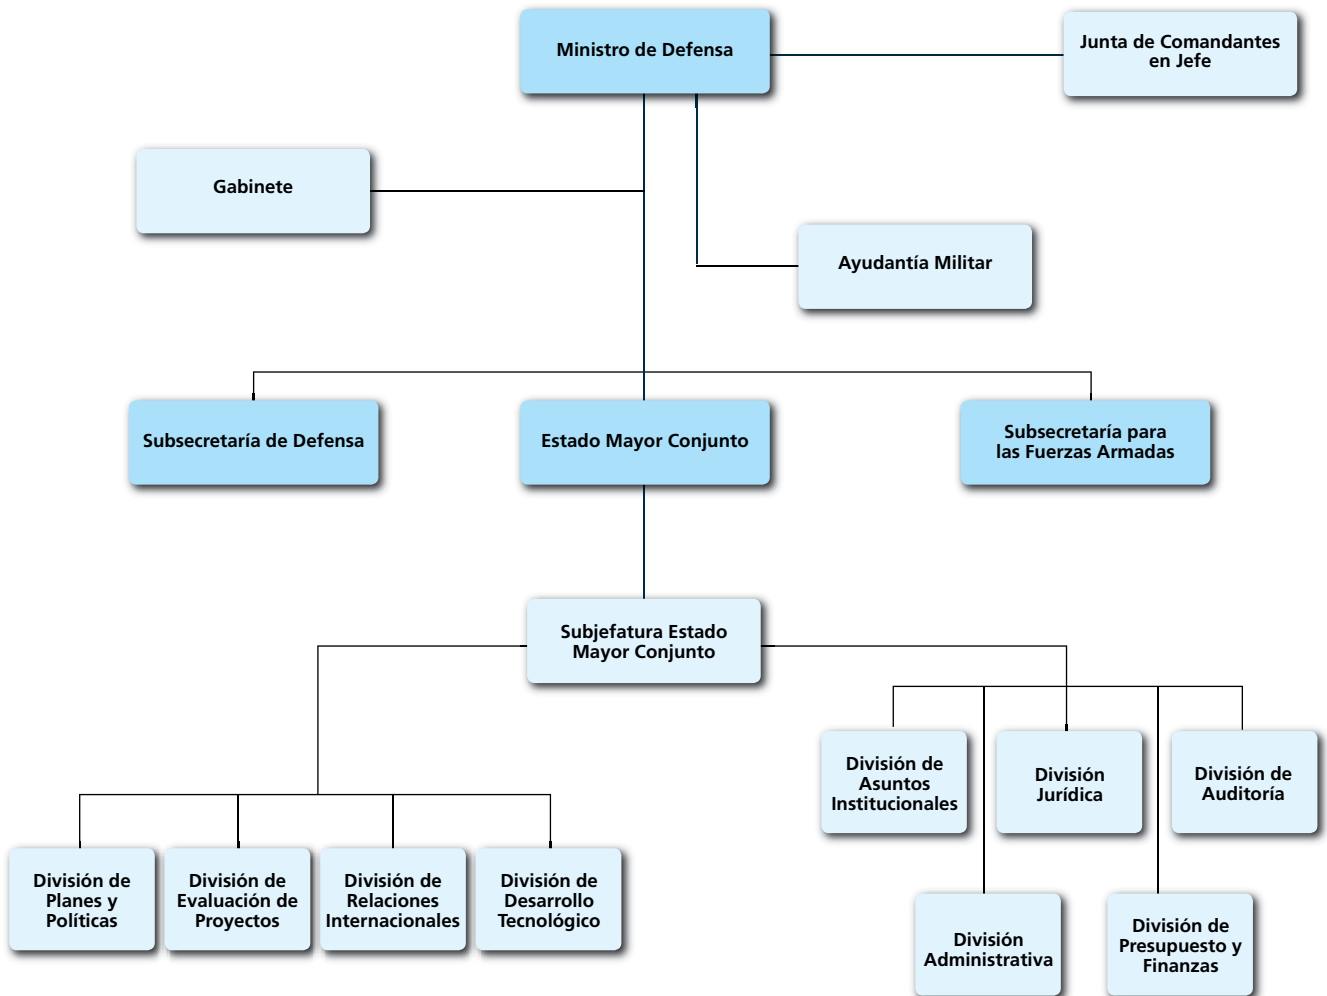 Ministro de Defensa
Junta de Comandantes
en Jefe
Gabinete
Ayudantía Militar
Subsecretaría de Defensa
Estado Mayor Conjunto
Subsecretaría para
las Fuerzas Armadas
Subjefatura Estado
Mayor Conjunto
División de
Asuntos
Institucionales
División
Jurídica
División de
Auditoría
División de
Planes y
Políticas
División de
Evaluación de
Proyectos
División de
Relaciones
Internacionales
División de
Desarrollo
Tecnológico
División
Administrativa
División de
Presupuesto y
Finanzas